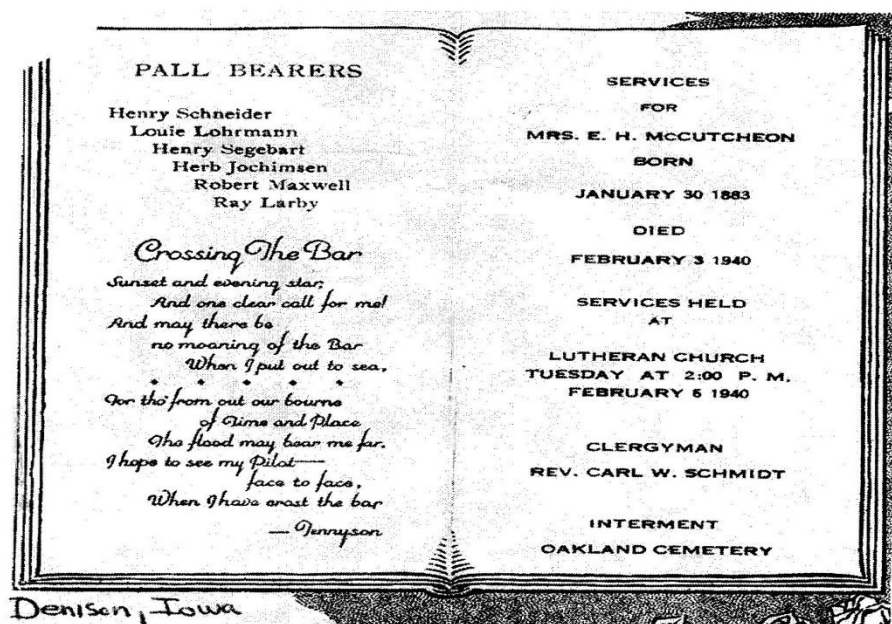 PALL BEARERS
Henry Schneider
Louie Lohrmann
Henry Segebart
Herb Jochimsen
Robert Maxwell
Ray Larby
Crossing The Bar
Sunset and evening star;
And one clear call for me!
And may there be
no moaning of the Bar
When I put out to sea,
For tho' from out our bourne
of Time and Place
The flood may bear me far,
I hope to see my Pilot—
face to face,
When I have crost the bar
— Tennyson
SERVICES
FOR
MRS. E. H. MCCUTCHEON
BORN
JANUARY 30 1883
DIED
FEBRUARY 3 1940
SERVICES HELD
AT
LUTHERAN CHURCH
TUESDAY AT 2:00 P. M.
FEBRUARY 6 1940
CLERGYMAN
REV. CARL W. SCHMIDT
INTERMENT
OAKLAND CEMETERY
Denison, Iowa